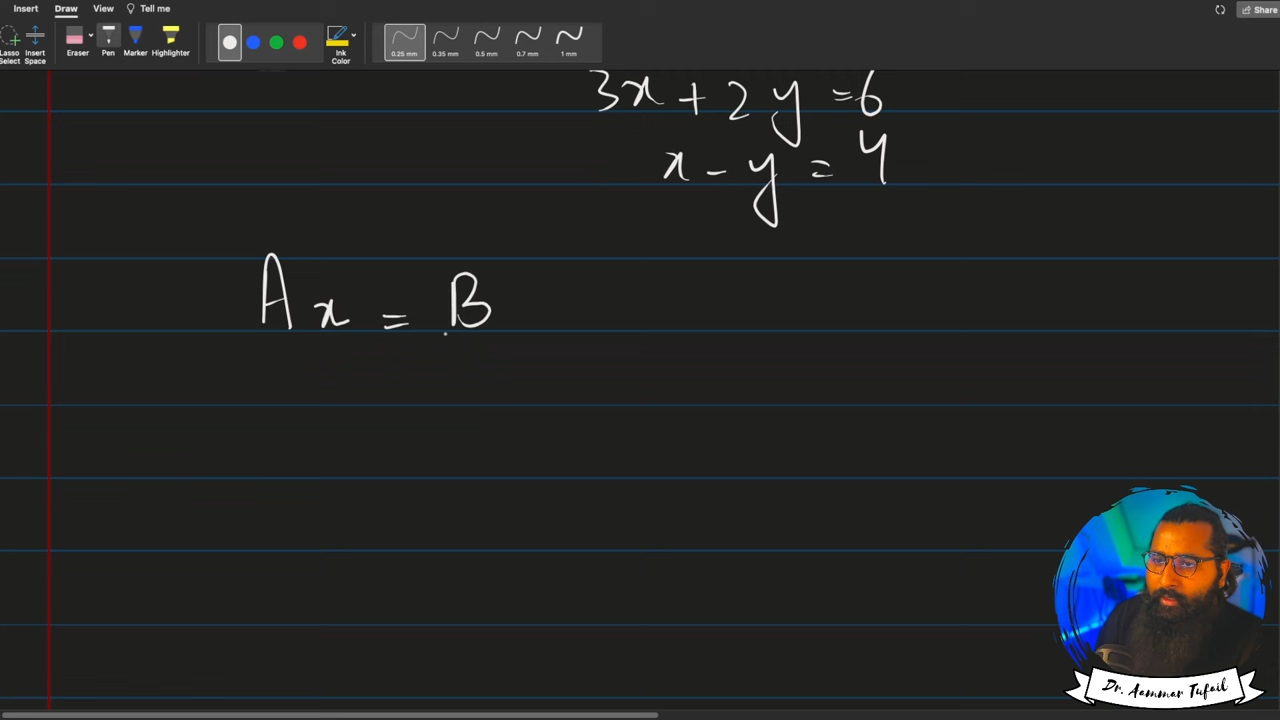 Insert Draw View Tell me Share
Lasso Select Insert Space Eraser Pen Marker Highlighter Ink Color 0.25 mm 0.35 mm 0.5 mm 0.7 mm 1 mm
3x + 2y = 6
x - y = 4
Ax = B
Dr. Aammar Tufail